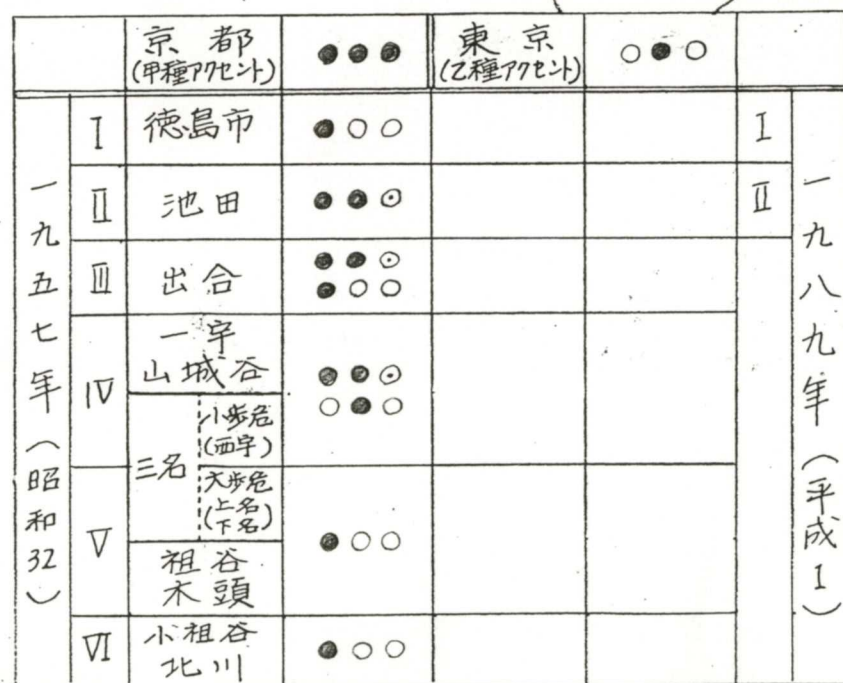 京都 ●●● 東京 ○●○
(甲種アクセント) (乙種アクセント)
一九五七年(昭和32)
一九八九年(平成1)
I 徳島市 ●○○ I
II 池田 ●●⊙ II
III 出合 ●●⊙
●○○
IV 一宇
山城谷 ●●⊙
○●○
三名
小歩危
(西宇)
大歩危
(上名
下名)
V ●○○
祖谷
木頭
VI 小祖谷 ●○○
北川